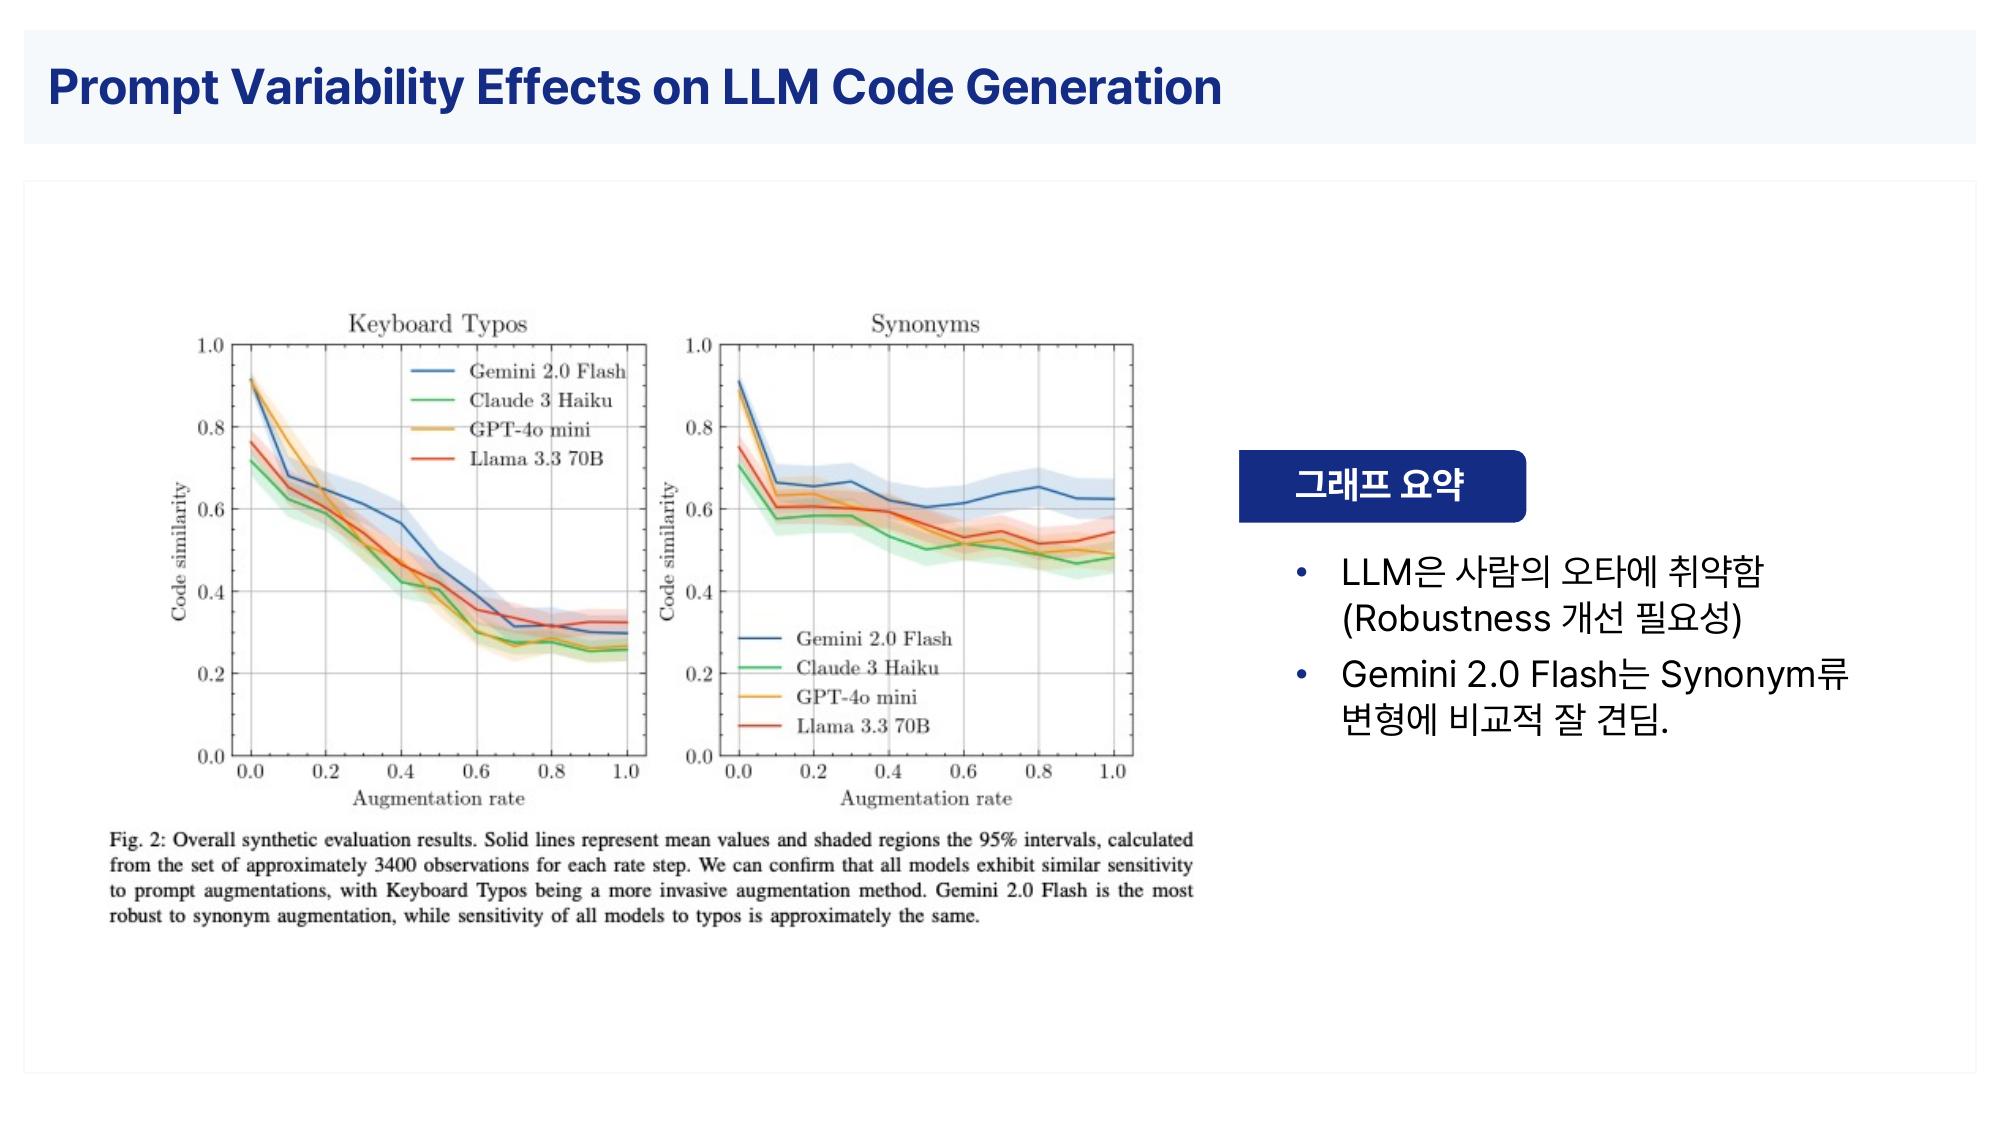 Prompt Variability Effects on LLM Code Generation
Keyboard Typos
1.0
0.8
0.6
0.4
0.2
0.0
Code similarity
Gemini 2.0 Flash
Claude 3 Haiku
GPT-4o mini
Llama 3.3 70B
0.0 0.2 0.4 0.6 0.8 1.0
Augmentation rate
Synonyms
1.0
0.8
0.6
0.4
0.2
0.0
Code similarity
Gemini 2.0 Flash
Claude 3 Haiku
GPT-4o mini
Llama 3.3 70B
0.0 0.2 0.4 0.6 0.8 1.0
Augmentation rate
Fig. 2: Overall synthetic evaluation results. Solid lines represent mean values and shaded regions the 95% intervals, calculated
from the set of approximately 3400 observations for each rate step. We can confirm that all models exhibit similar sensitivity
to prompt augmentations, with Keyboard Typos being a more invasive augmentation method. Gemini 2.0 Flash is the most
robust to synonym augmentation, while sensitivity of all models to typos is approximately the same.
그래프 요약
• LLM은 사람의 오타에 취약함
(Robustness 개선 필요성)
• Gemini 2.0 Flash는 Synonym류
변형에 비교적 잘 견딤.